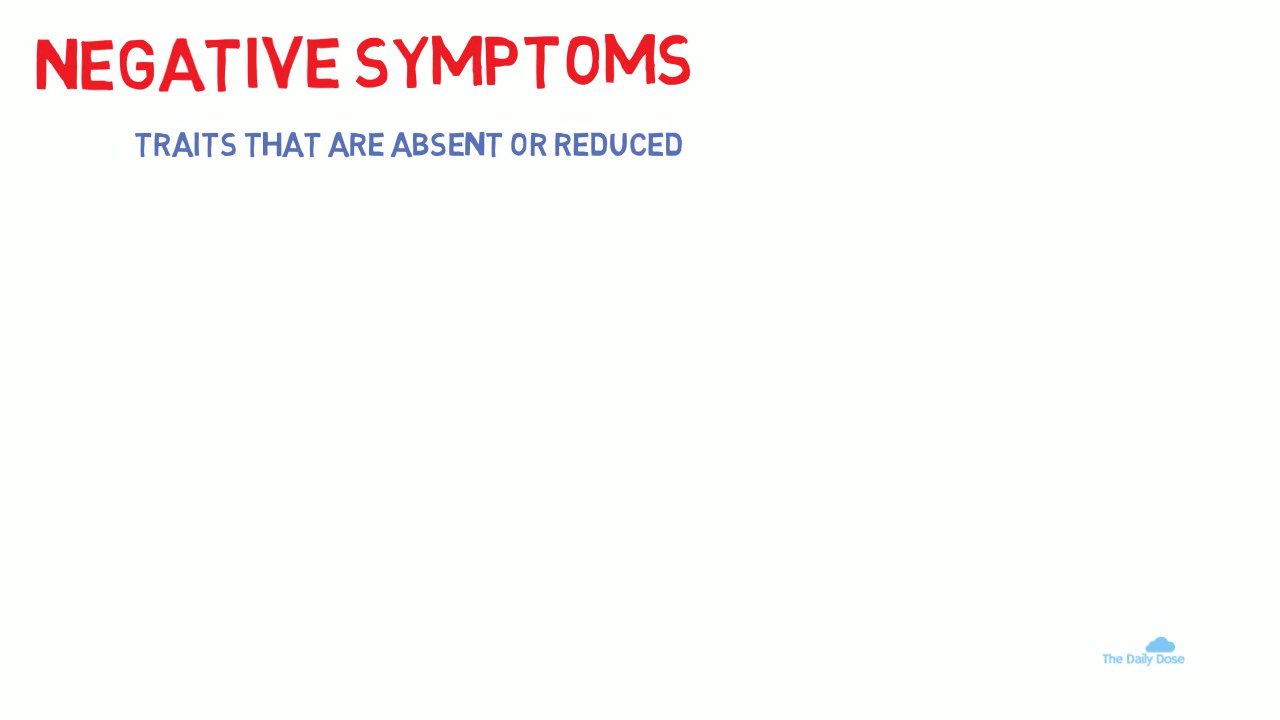 NEGATIVE SYMPTOMS
TRAITS THAT ARE ABSENT OR REDUCED
The Daily Dose